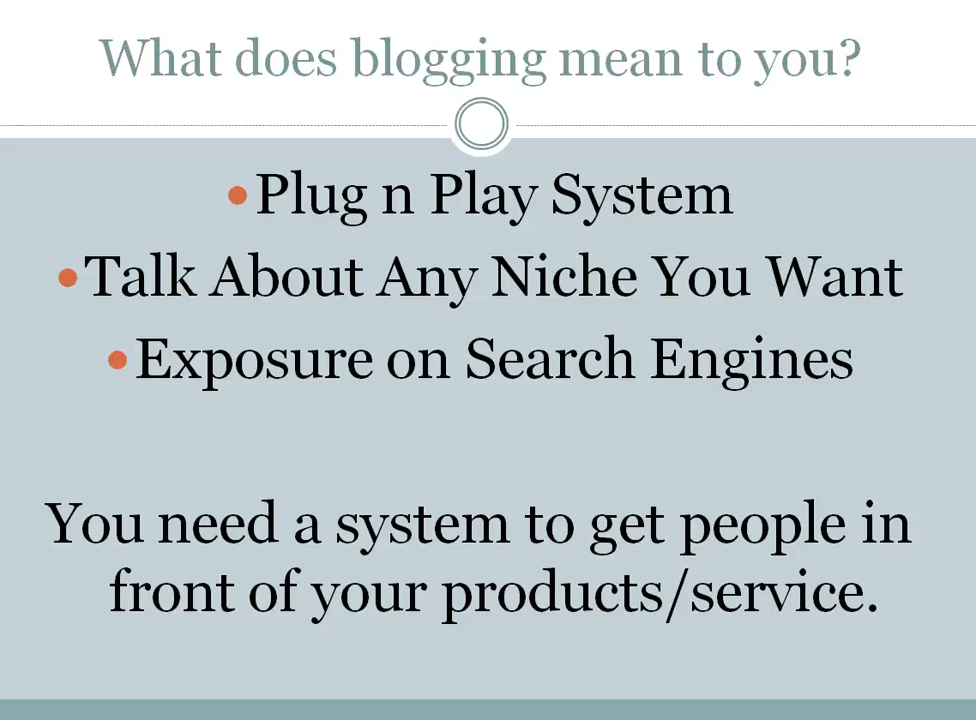 What does blogging mean to you?
•Plug n Play System
•Talk About Any Niche You Want
•Exposure on Search Engines
You need a system to get people in
front of your products/service.